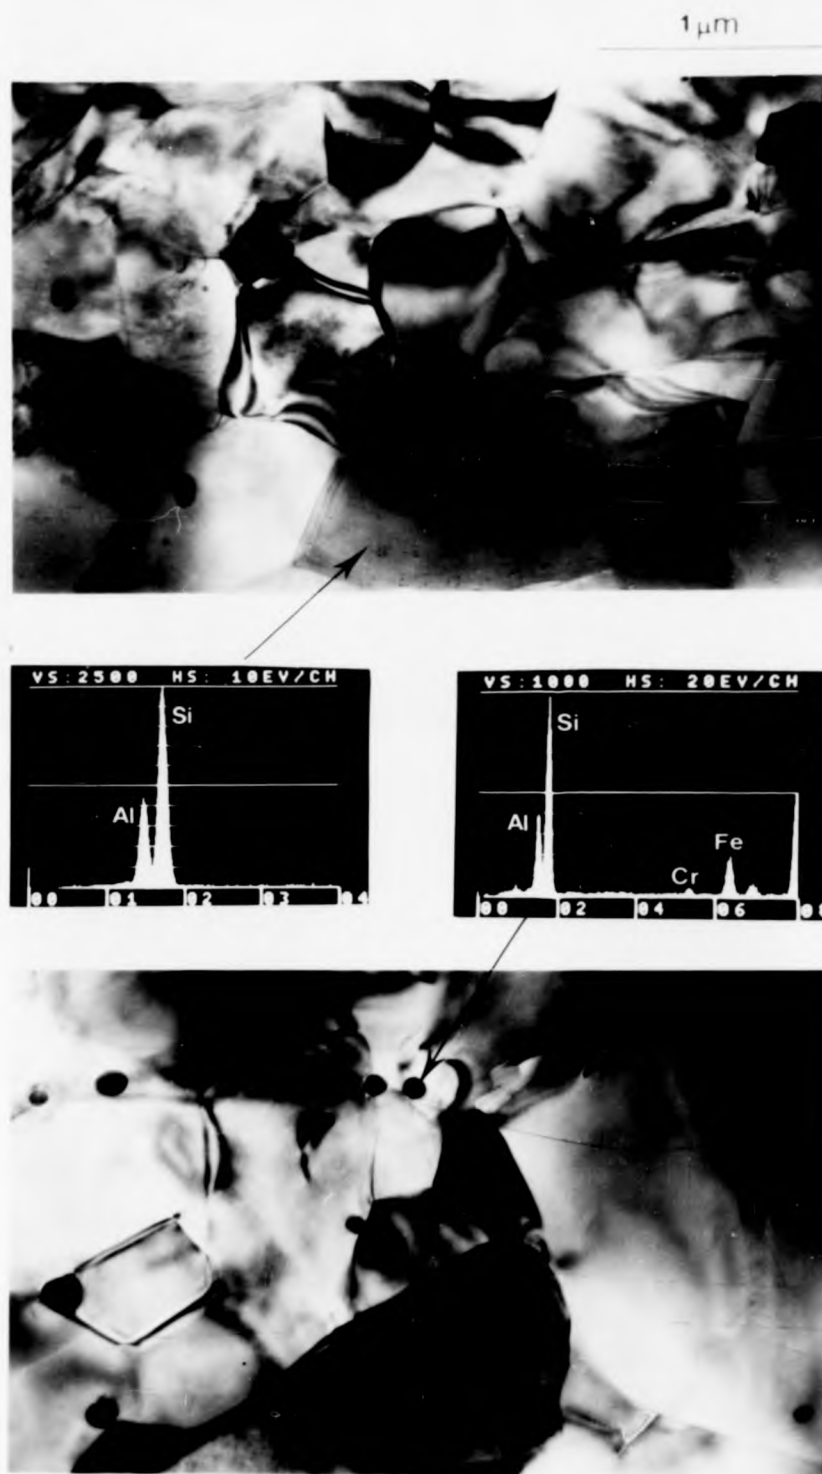 1 μm
VS:2500 HS: 10EV/CH
Si
Al
00 01 02 03 04
VS:1000 HS: 20EV/CH
Si
Al
Fe
Cr
00 02 04 06 08